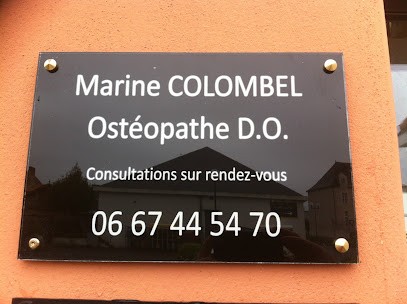 Marine COLOMBEL
Ostéopathe D.O.
Consultations sur rendez-vous
06 67 44 54 70